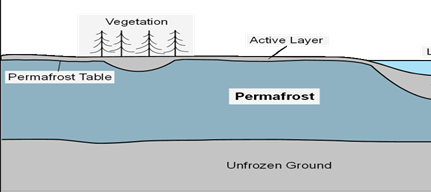 Vegetation
Active Layer
L
Permafrost Table
Permafrost
Unfrozen Ground